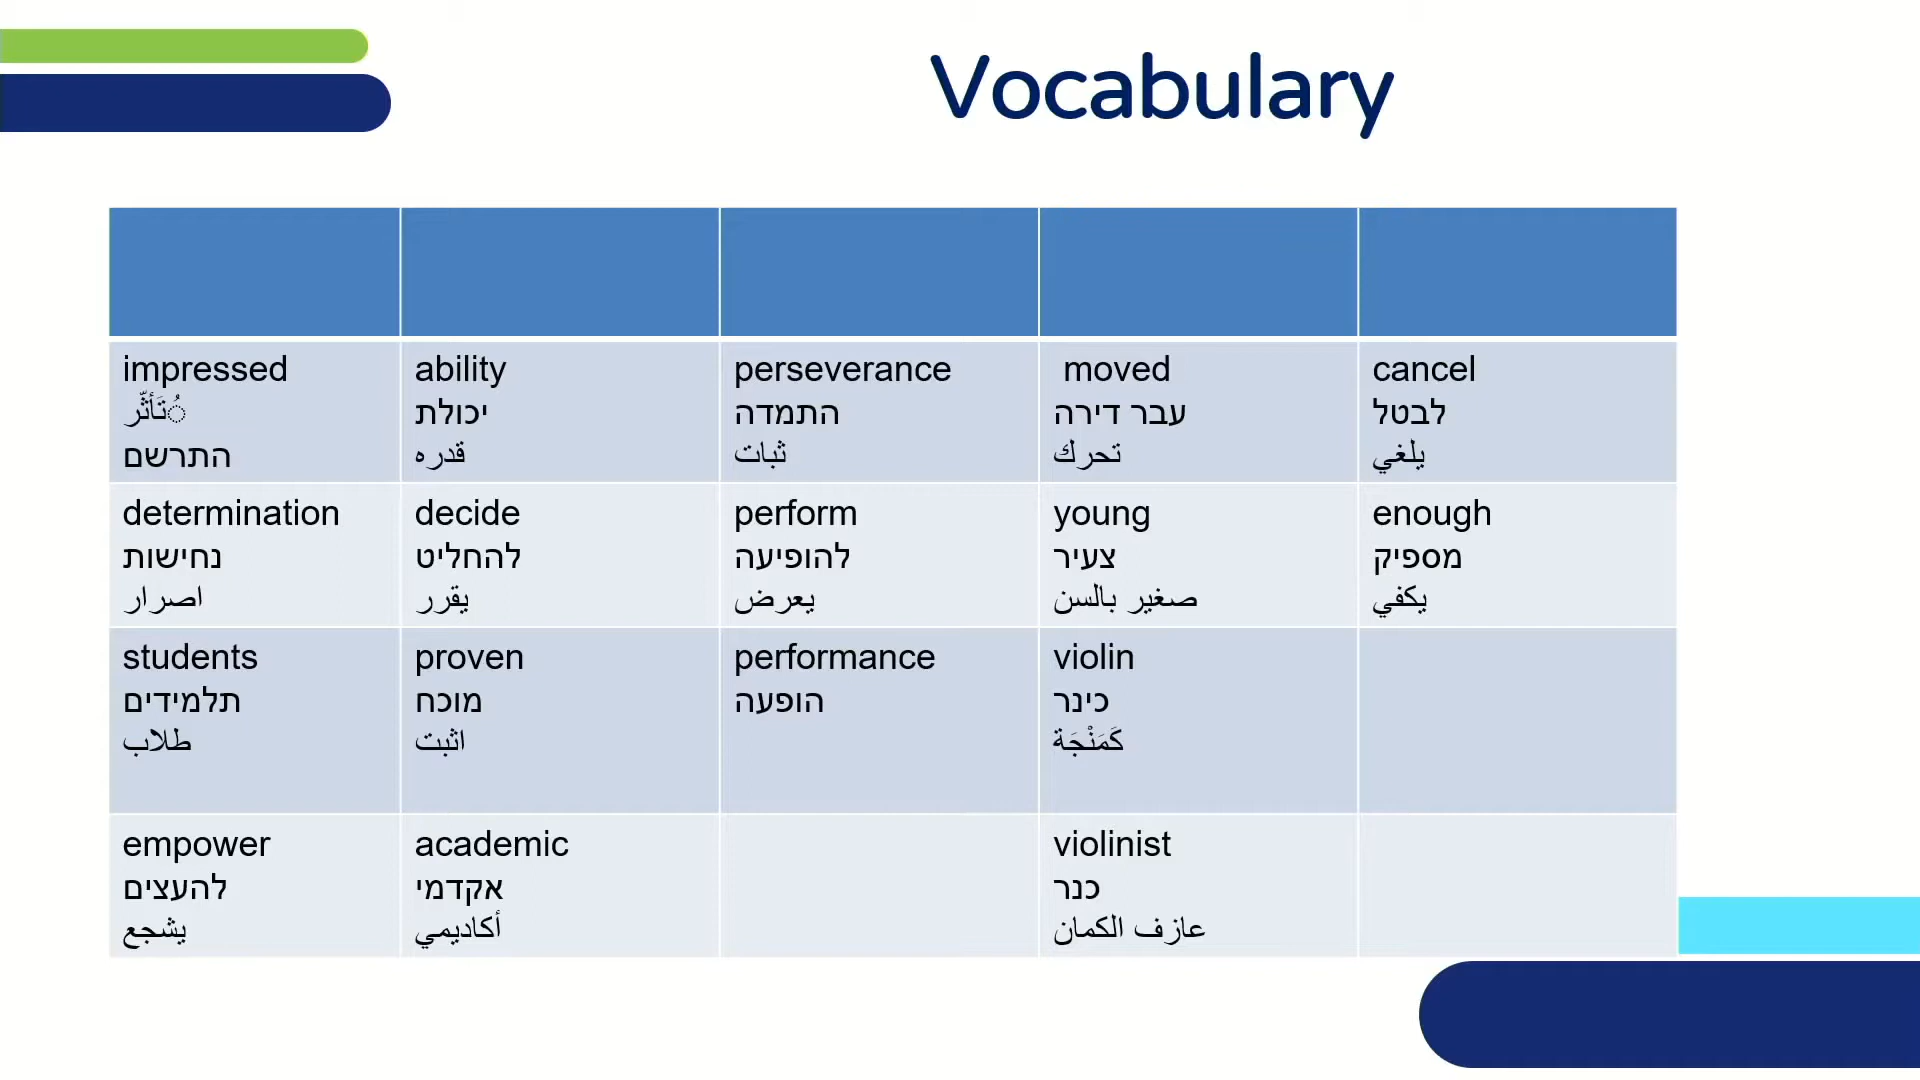 Vocabulary
impressed
ُتَأثّر
התרשם
ability
יכולת
قدره
perseverance
התמדה
ثبات
moved
עבר דירה
تحرك
cancel
לבטל
يلغي
determination
נחישות
اصرار
decide
להחליט
يقرر
perform
להופיעה
يعرض
young
צעיר
صغير بالسن
enough
מספיק
يكفي
students
תלמידים
طلاب
proven
מוכח
اثبت
performance
הופעה
violin
כינר
كَمَنْجَة
empower
להעצים
يشجع
academic
אקדמי
أكاديمي
violinist
כנר
عازف الكمان